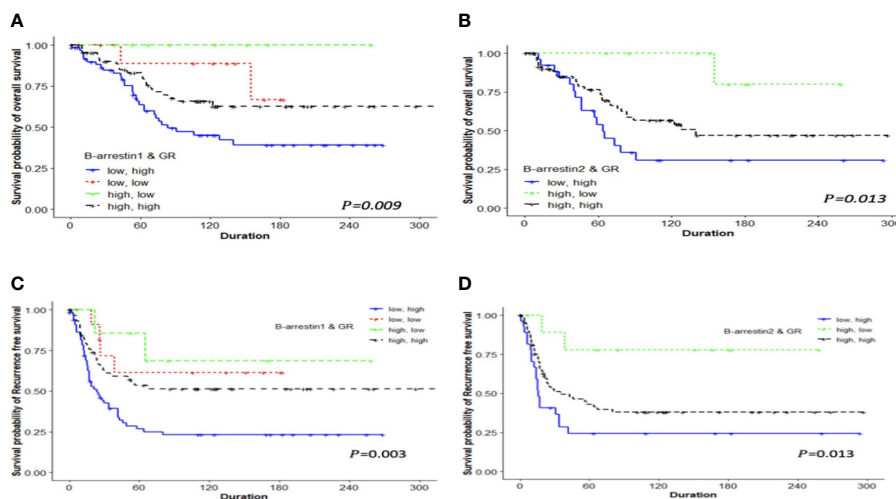 A
Survival probability of overall survival
1.00
0.75
0.50
0.25
0.00
B-arrestin1 & GR
low, high
low, low
high, low
high, high
P=0.009
0 60 120 180 240 300
Duration
B
Survival probability of overall survival
1.00
0.75
0.50
0.25
0.00
B-arrestin2 & GR
low, high
high, low
high, high
P=0.013
0 60 120 180 240 300
Duration
C
Survival probability of Recurrence free survival
1.00
0.75
0.50
0.25
0.00
B-arrestin1 & GR
low, high
low, low
high, low
high, high
P=0.003
0 60 120 180 240 300
Duration
D
Survival probability of Recurrence free survival
1.00
0.75
0.50
0.25
0.00
B-arrestin2 & GR
low, high
high, low
high, high
P=0.013
0 60 120 180 240 300
Duration